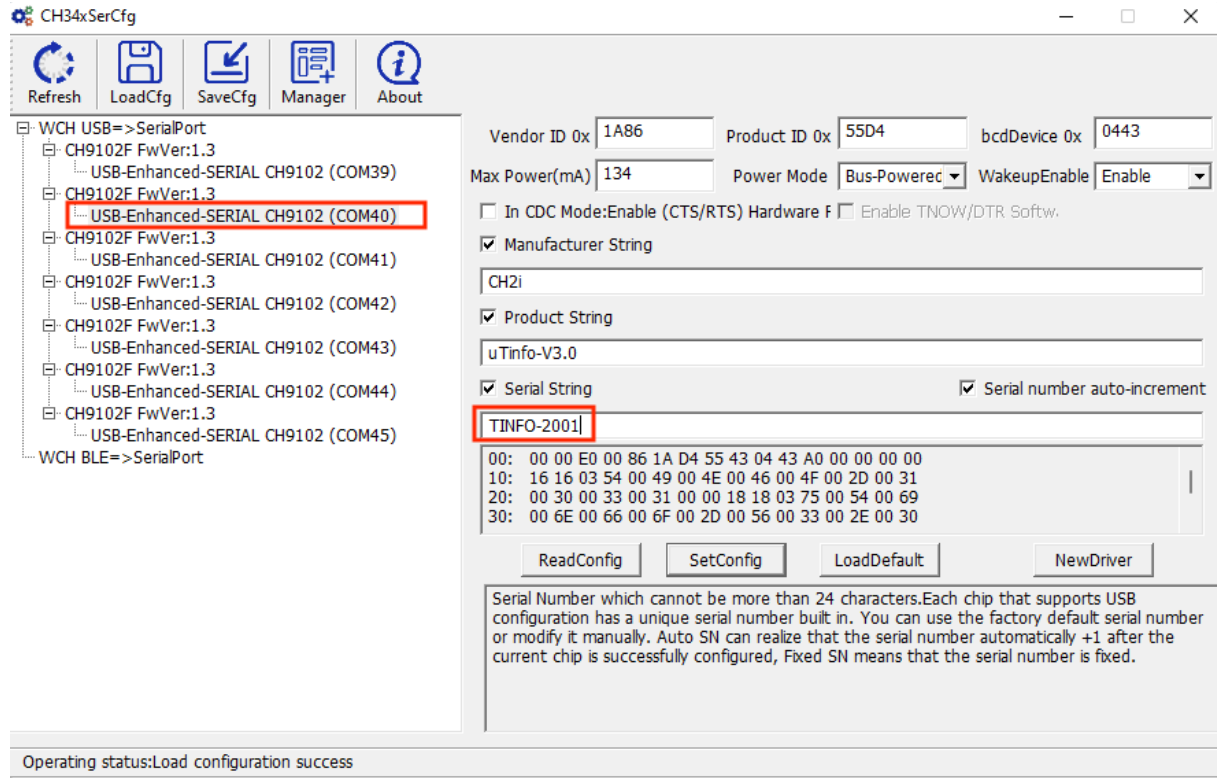 CH34xSerCfg
Refresh LoadCfg SaveCfg Manager About
WCH USB=>SerialPort
CH9102F FwVer:1.3
USB-Enhanced-SERIAL CH9102 (COM39)
CH9102F FwVer:1.3
USB-Enhanced-SERIAL CH9102 (COM40)
CH9102F FwVer:1.3
USB-Enhanced-SERIAL CH9102 (COM41)
CH9102F FwVer:1.3
USB-Enhanced-SERIAL CH9102 (COM42)
CH9102F FwVer:1.3
USB-Enhanced-SERIAL CH9102 (COM43)
CH9102F FwVer:1.3
USB-Enhanced-SERIAL CH9102 (COM44)
CH9102F FwVer:1.3
USB-Enhanced-SERIAL CH9102 (COM45)
WCH BLE=>SerialPort
Vendor ID 0x 1A86 Product ID 0x 55D4 bcdDevice 0x 0443
Max Power(mA) 134 Power Mode Bus-Powered WakeupEnable Enable
In CDC Mode:Enable (CTS/RTS) Hardware F Enable TNOW/DTR Softw.
Manufacturer String
CH2i
Product String
uTinfo-V3.0
Serial String Serial number auto-increment
TINFO-2001
00: 00 00 E0 00 86 1A D4 55 43 04 43 A0 00 00 00 00
10: 16 16 03 54 00 49 00 4E 00 46 00 4F 00 2D 00 31
20: 00 30 00 33 00 31 00 00 18 18 03 75 00 54 00 69
30: 00 6E 00 66 00 6F 00 2D 00 56 00 33 00 2E 00 30
ReadConfig SetConfig LoadDefault NewDriver
Serial Number which cannot be more than 24 characters.Each chip that supports USB
configuration has a unique serial number built in. You can use the factory default serial number
or modify it manually. Auto SN can realize that the serial number automatically +1 after the
current chip is successfully configured, Fixed SN means that the serial number is fixed.
Operating status:Load configuration success